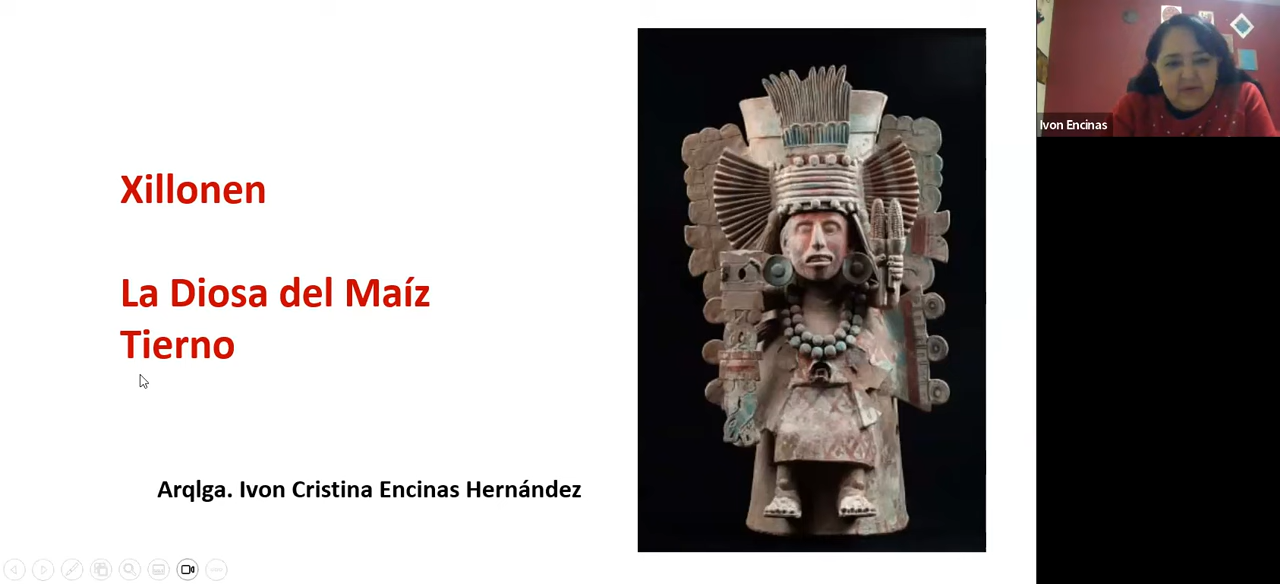 Xillonen
La Diosa del Maíz
Tierno
Arqlga. Ivon Cristina Encinas Hernández
Ivon Encinas